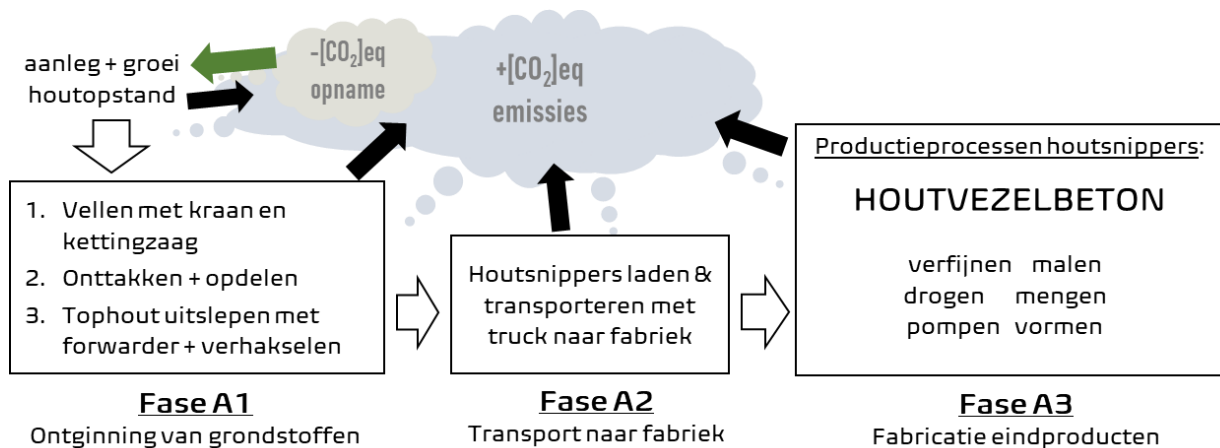 aanleg + groei
houtopstand
-[CO₂]eq
opname
+[CO₂]eq
emissies
1. Vellen met kraan en
kettingzaag
2. Onttakken + opdelen
3. Tophout uitslepen met
forwarder + verhakselen
Fase A1
Ontginning van grondstoffen
Houtsnippers laden &
transporteren met
truck naar fabriek
Fase A2
Transport naar fabriek
Productieprocessen houtsnippers:
HOUTVEZELBETON
verfijnen malen
drogen mengen
pompen vormen
Fase A3
Fabricatie eindproducten